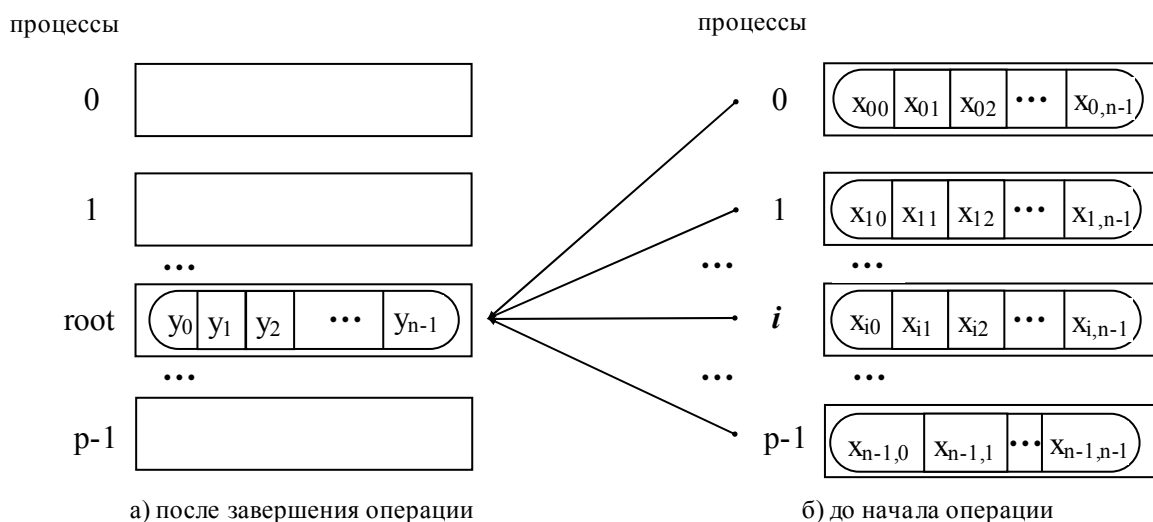 процессы процессы
0 0 x00 x01 x02 ••• x0,n-1
1 1 x10 x11 x12 ••• x1,n-1
••• ••• •••
root y0 y1 y2 ••• yn-1 i xi0 xi1 xi2 ••• xi,n-1
••• ••• •••
p-1 p-1 xn-1,0 xn-1,1 ••• xn-1,n-1
а) после завершения операции б) до начала операции